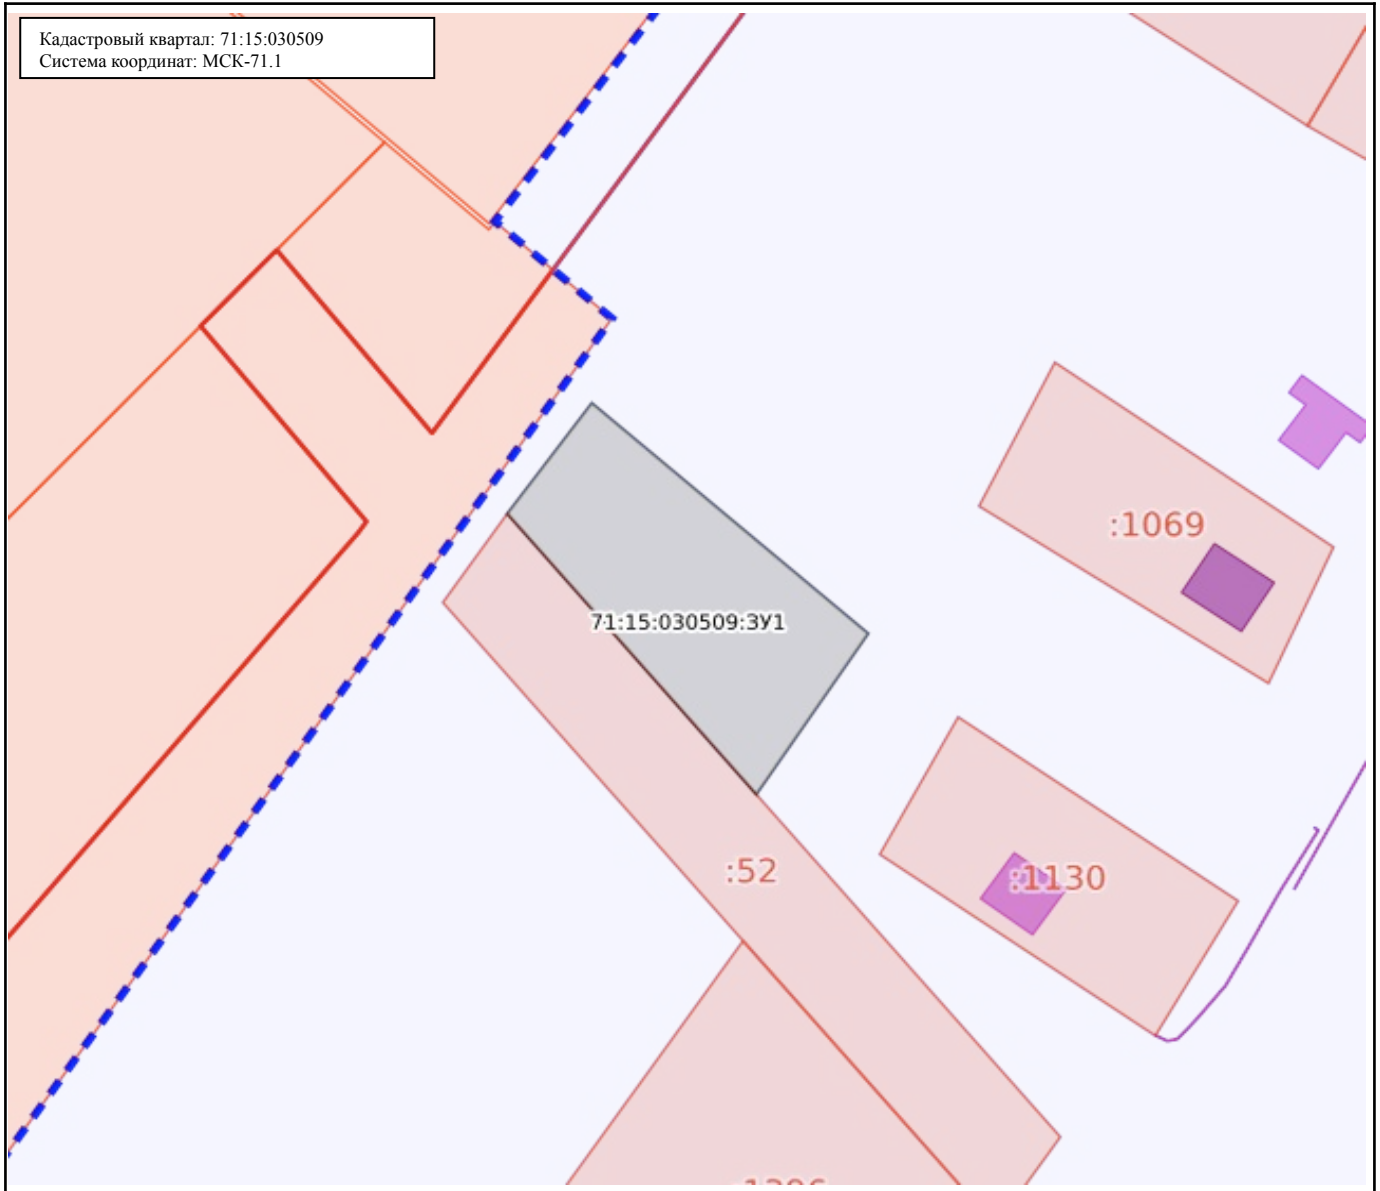 Кадастровый квартал: 71:15:030509
Система координат: МСК-71.1
:1069
71:15:030509:ЗУ1
:52
:1130